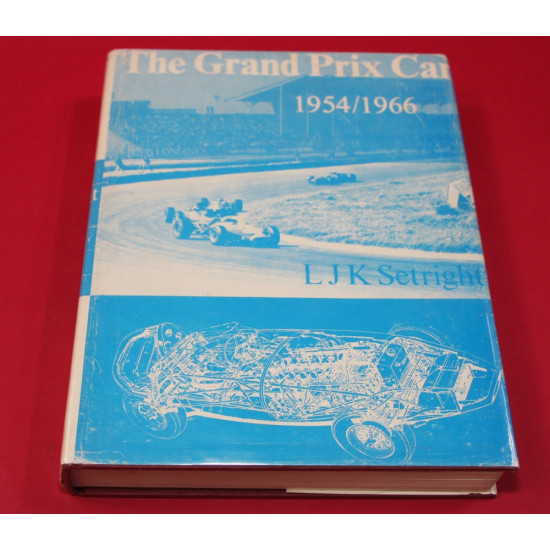 The Grand Prix Car
1954/1966
L J K Setright